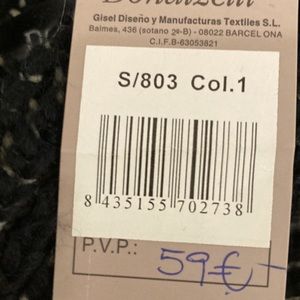 Gisel Diseño y Manufacturas Textiles S.L.
Balmes, 436 (sotano 2ª-B) - 08022 BARCELONA
C.I.F.B-63053821
S/803 Col.1
8 435155 702738
P.V.P.: 59€-